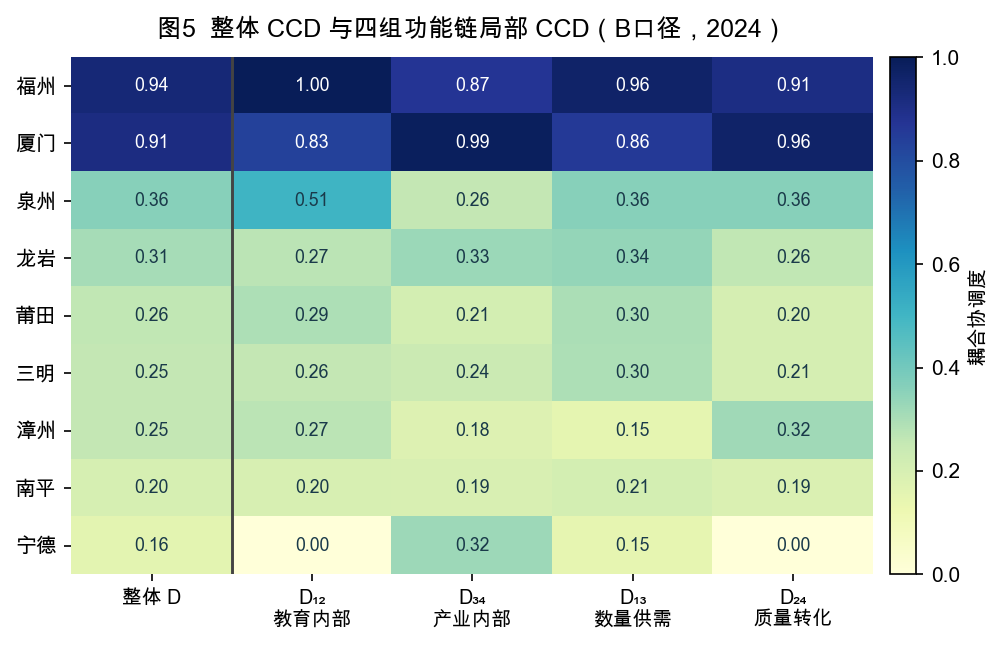 图5 整体 CCD 与四组功能链局部 CCD（B口径，2024）
福州 0.94 1.00 0.87 0.96 0.91
厦门 0.91 0.83 0.99 0.86 0.96
泉州 0.36 0.51 0.26 0.36 0.36
龙岩 0.31 0.27 0.33 0.34 0.26
莆田 0.26 0.29 0.21 0.30 0.20
三明 0.25 0.26 0.24 0.30 0.21
漳州 0.25 0.27 0.18 0.15 0.32
南平 0.20 0.20 0.19 0.21 0.19
宁德 0.16 0.00 0.32 0.15 0.00
整体 D D₁₂ D₃₄ D₁₃ D₂₄
教育内部 产业内部 数量供需 质量转化
1.0
0.8
0.6
0.4
0.2
0.0
耦合协调度